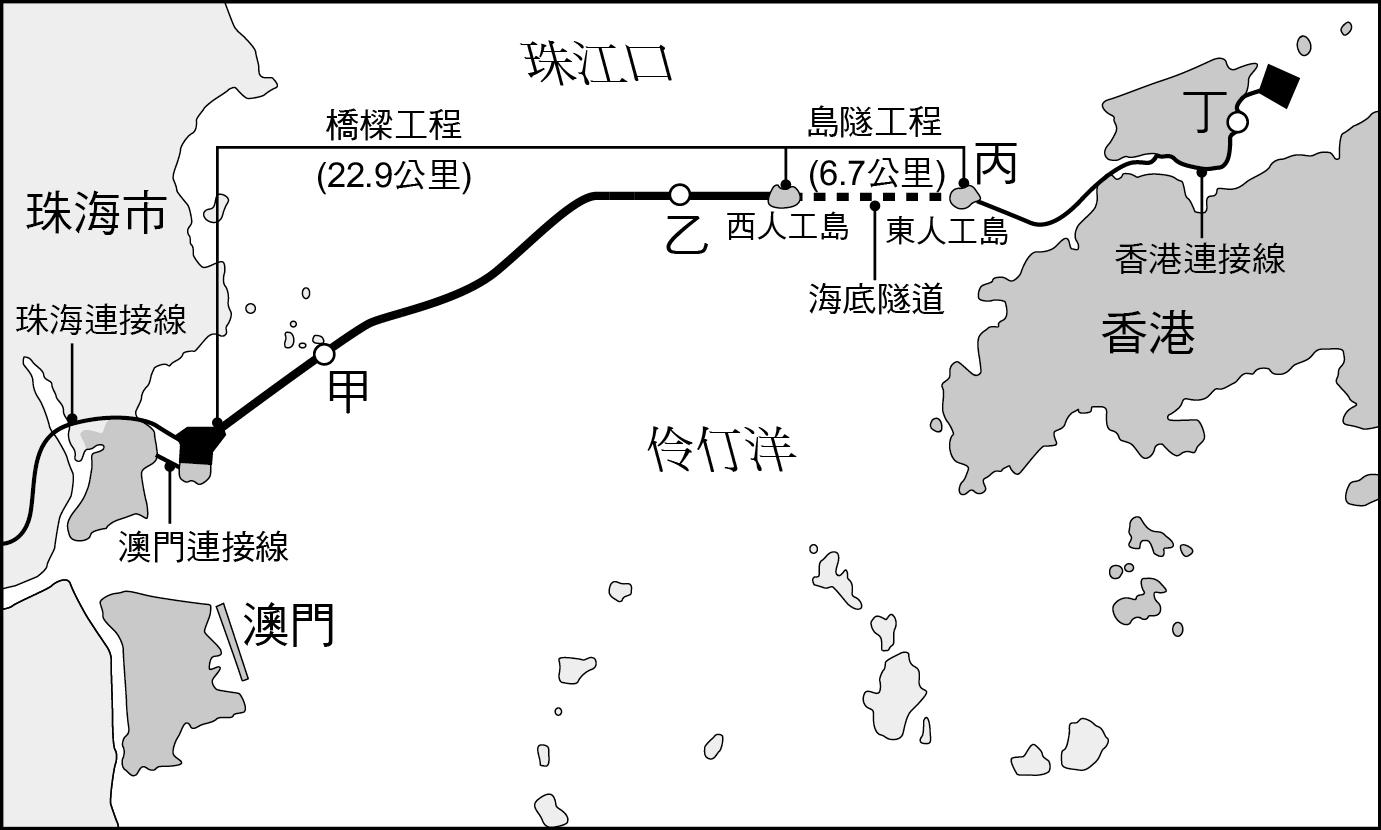 珠江口
橋樑工程
(22.9公里)
島隧工程
(6.7公里)
丙
丁
珠海市
乙
西人工島
東人工島
香港連接線
海底隧道
珠海連接線
香港
甲
伶仃洋
澳門連接線
澳門